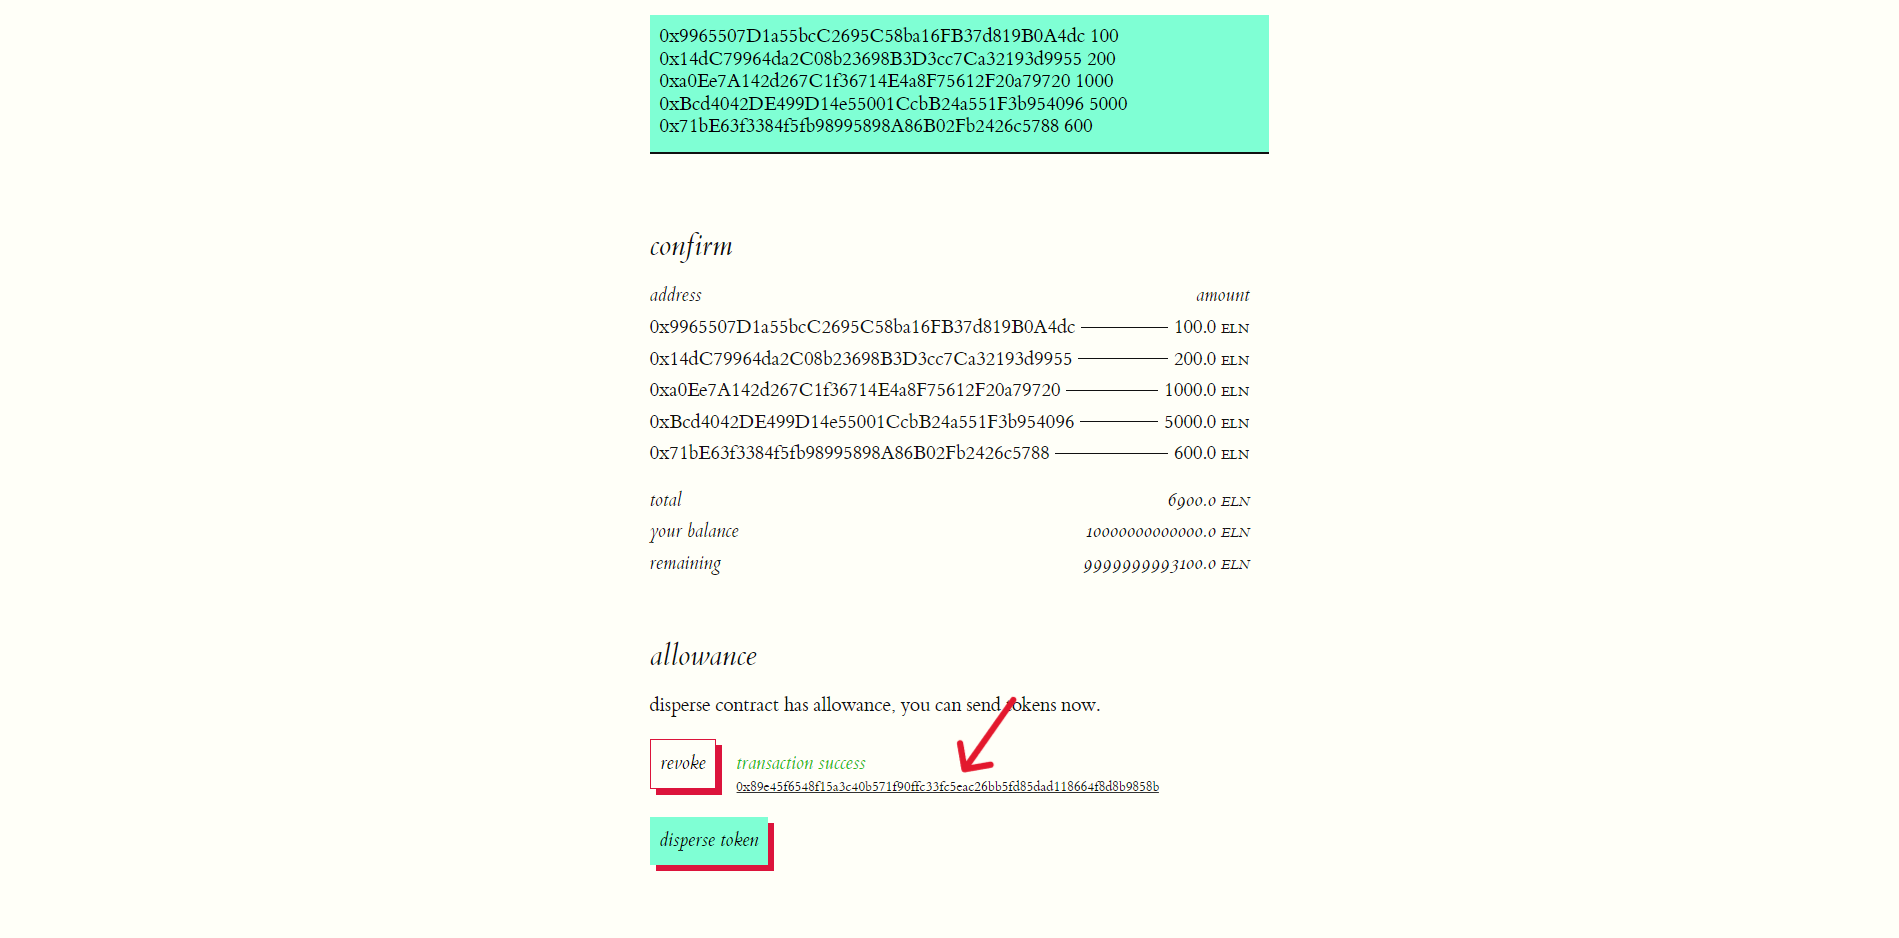 0x9965507D1a55bcC2695C58ba16FB37d819B0A4dc 100
0x14dC79964da2C08b23698B3D3cc7Ca32193d9955 200
0xa0Ee7A142d267C1f36714E4a8F75612F20a79720 1000
0xBcd4042DE499D14e55001CcbB24a551F3b954096 5000
0x71bE63f3384f5fb98995898A86B02Fb2426c5788 600
confirm
address amount
0x9965507D1a55bcC2695C58ba16FB37d819B0A4dc 100.0 ELN
0x14dC79964da2C08b23698B3D3cc7Ca32193d9955 200.0 ELN
0xa0Ee7A142d267C1f36714E4a8F75612F20a79720 1000.0 ELN
0xBcd4042DE499D14e55001CcbB24a551F3b954096 5000.0 ELN
0x71bE63f3384f5fb98995898A86B02Fb2426c5788 600.0 ELN
total 6900.0 ELN
your balance 10000000000000.0 ELN
remaining 9999999993100.0 ELN
allowance
disperse contract has allowance, you can send tokens now.
revoke transaction success
0x89e45f6548f15a3c40b571f90ffc33fc5eac26bb5fd85dad118664f8d8b9858b
disperse token